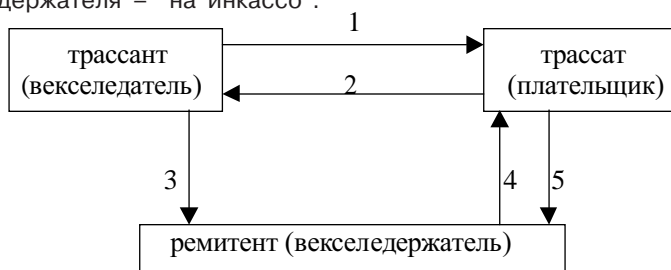 держателя – "на инкассо".
1
трассант
(векселедатель)
трассат
(плательщик)
2
3
4
5
ремитент (векселедержатель)